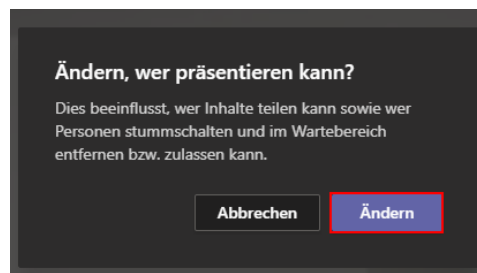 Ändern, wer präsentieren kann?
Dies beeinflusst, wer Inhalte teilen kann sowie wer
Personen stummschalten und im Wartebereich
entfernen bzw. zulassen kann.
Abbrechen Ändern